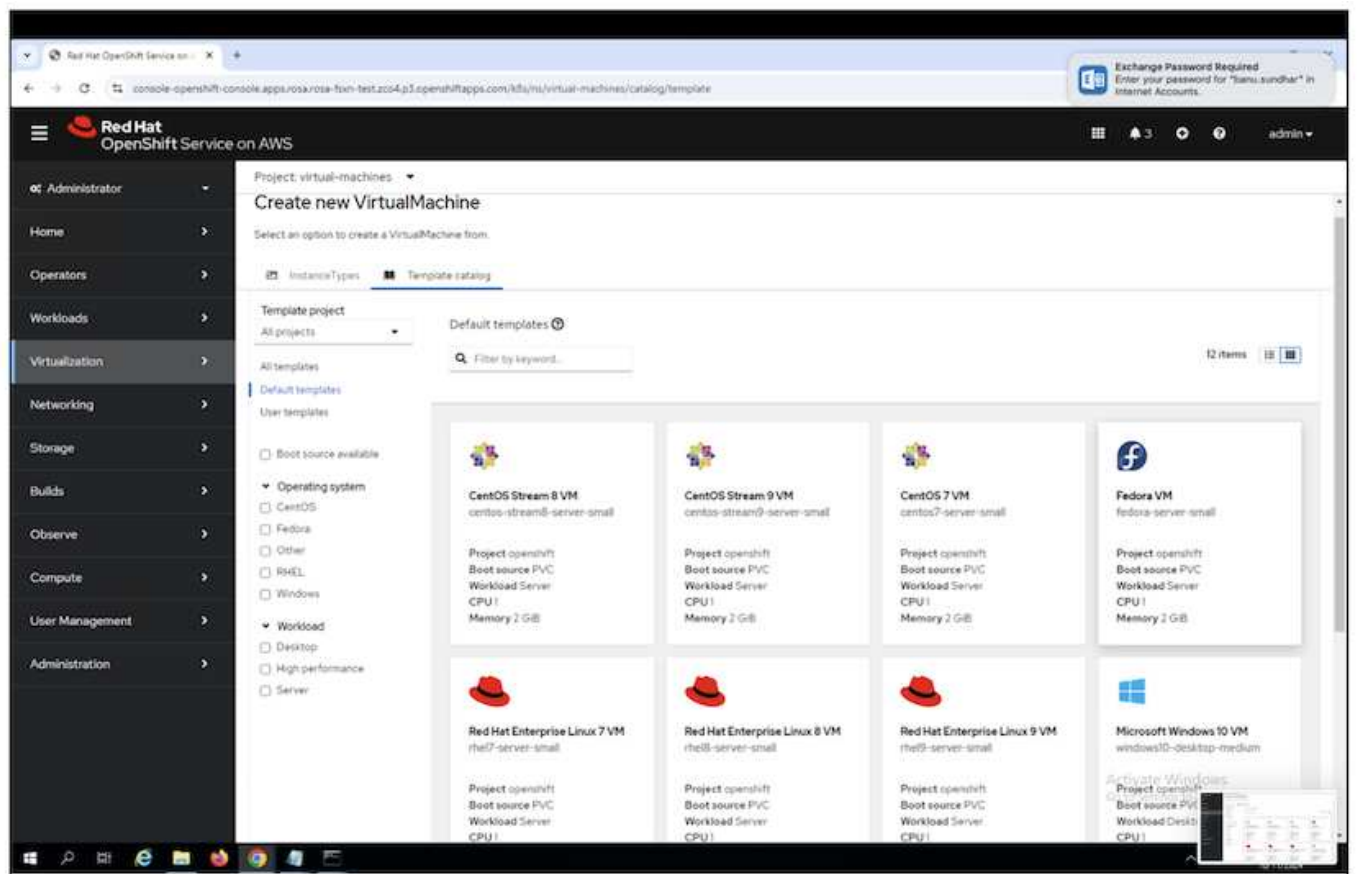 Red Hat OpenShift Service on
Exchange Password Required
Enter your password for "banu.sundhar" in
Internet Accounts.
console-openshift-console.apps.rosa.rosa-fsxn-test.zco4.p3.openshiftapps.com/k8s/ns/virtual-machines/catalog/template
Red Hat
OpenShift Service on AWS
3
admin
Administrator
Home
Operators
Workloads
Virtualization
Networking
Storage
Builds
Observe
Compute
User Management
Administration
Project: virtual-machines
Create new VirtualMachine
Select an option to create a VirtualMachine from.
InstanceTypes
Template catalog
Template project
All projects
All templates
Default templates
User templates
Boot source available
Operating system
CentOS
Fedora
Other
RHEL
Windows
Workload
Desktop
High performance
Server
Default templates
Filter by keyword...
12 items
CentOS Stream 8 VM
centos-stream8-server-small
Project openshift
Boot source PVC
Workload Server
CPU 1
Memory 2 GiB
CentOS Stream 9 VM
centos-stream9-server-small
Project openshift
Boot source PVC
Workload Server
CPU 1
Memory 2 GiB
CentOS 7 VM
centos7-server-small
Project openshift
Boot source PVC
Workload Server
CPU 1
Memory 2 GiB
Fedora VM
fedora-server-small
Project openshift
Boot source PVC
Workload Server
CPU 1
Memory 2 GiB
Red Hat Enterprise Linux 7 VM
rhel7-server-small
Project openshift
Boot source PVC
Workload Server
CPU 1
Red Hat Enterprise Linux 8 VM
rhel8-server-small
Project openshift
Boot source PVC
Workload Server
CPU 1
Red Hat Enterprise Linux 9 VM
rhel9-server-small
Project openshift
Boot source PVC
Workload Server
CPU 1
Microsoft Windows 10 VM
windows10-desktop-medium
Activate Windows
Project openshift
Boot source PVC
Workload Deskt
CPU 1